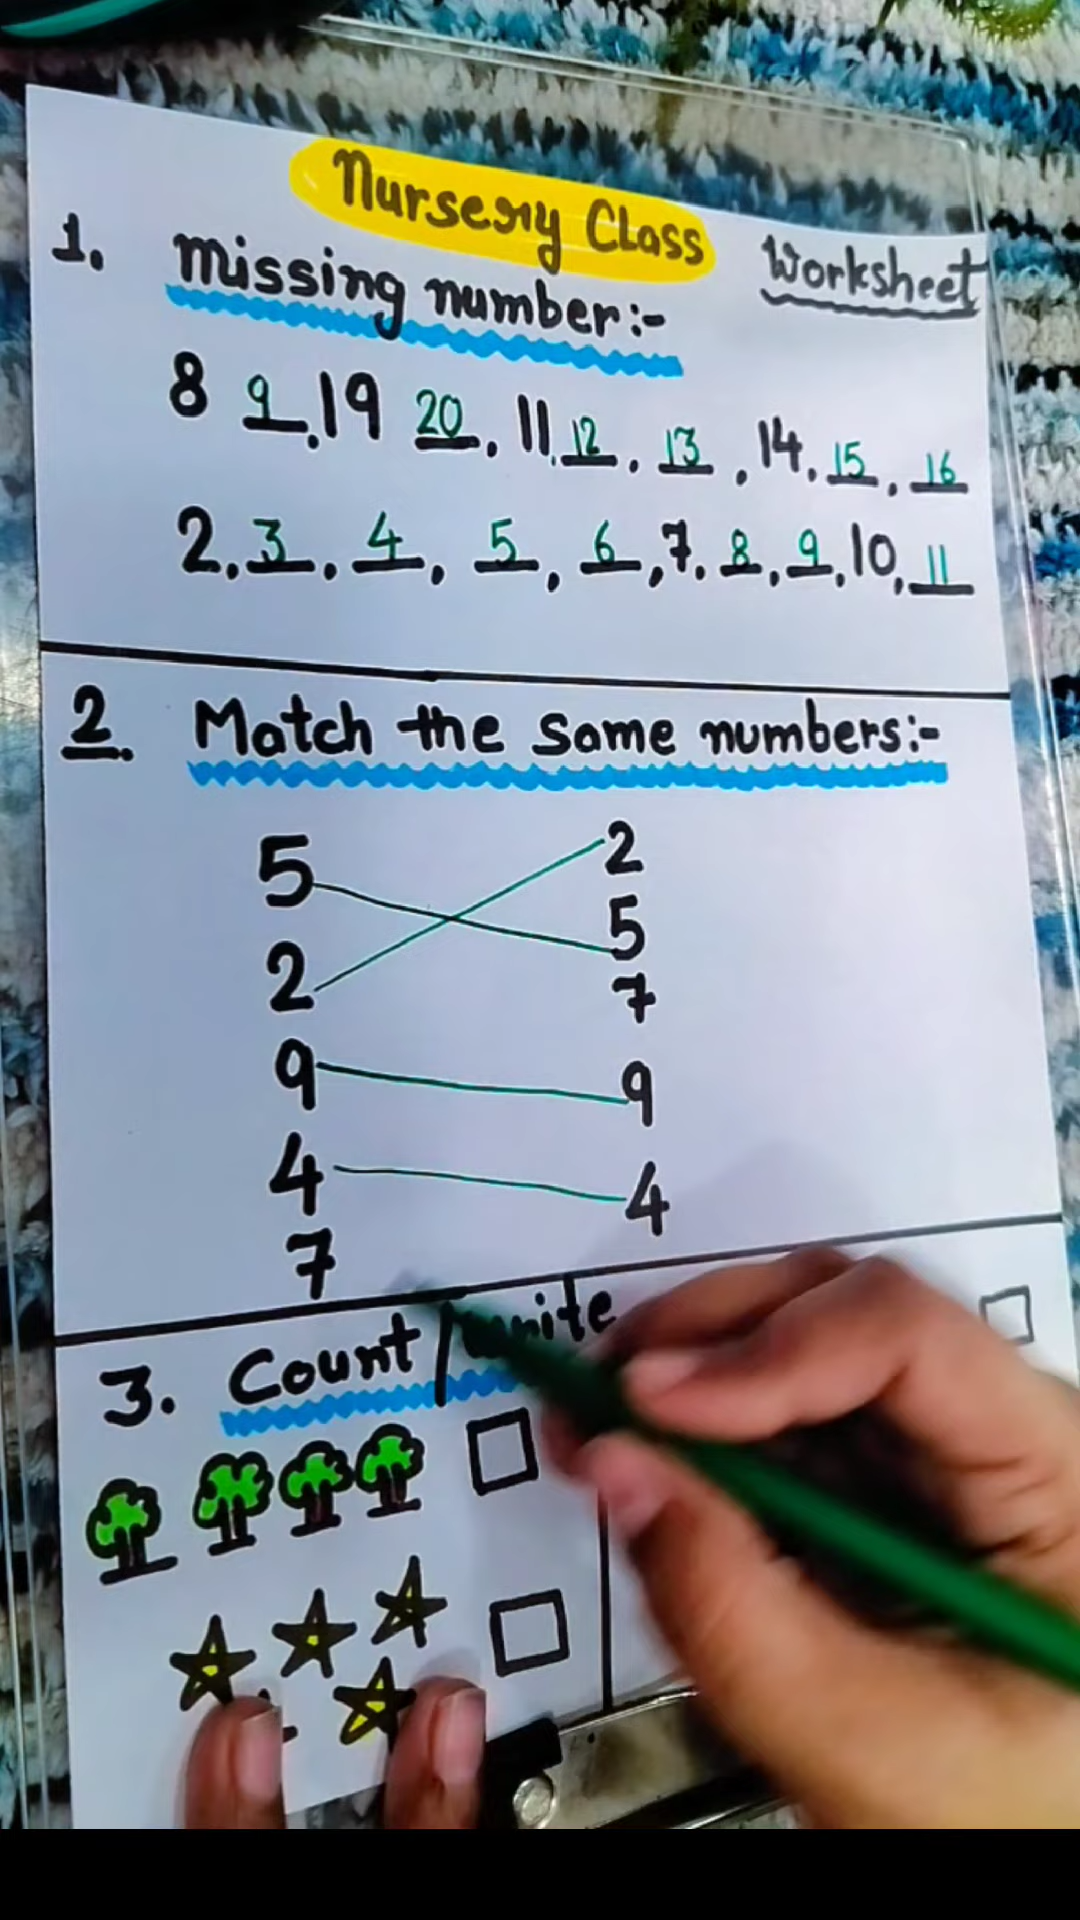 Nursery Class
Worksheet
1. missing number:-
8 9, 19 20, 11, 12, 13, 14, 15, 16
2, 3, 4, 5, 6, 7, 8, 9, 10, 11
2. Match the same numbers:-
5 2
2 5
7
9 9
4 4
7
3. Count/write